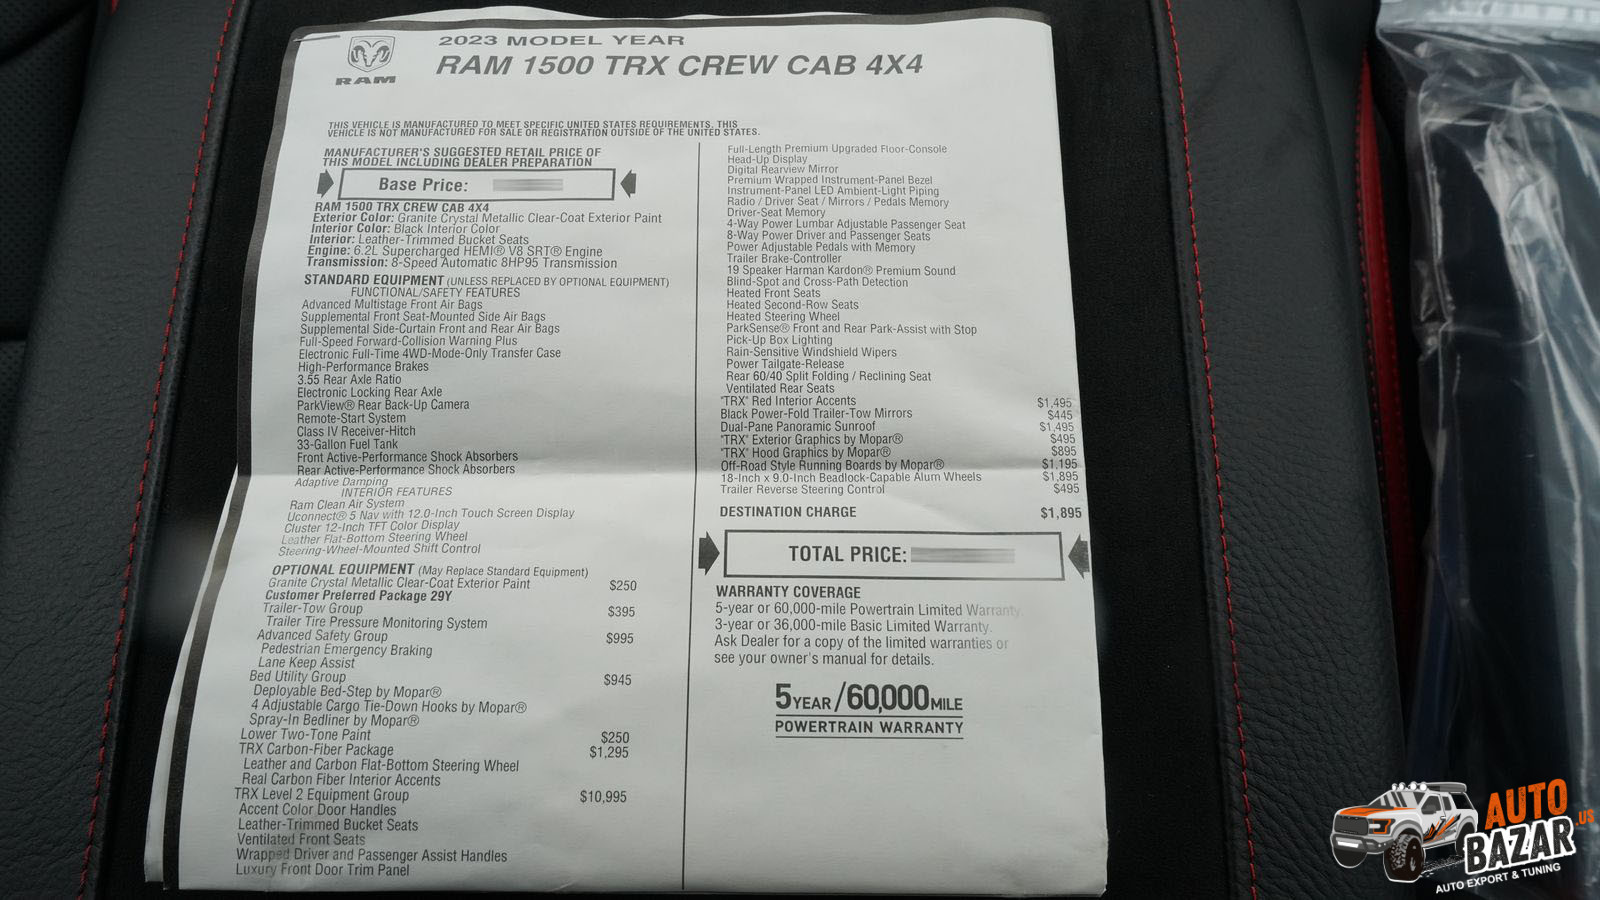 RAM
2023 MODEL YEAR
RAM 1500 TRX CREW CAB 4X4
THIS VEHICLE IS MANUFACTURED TO MEET SPECIFIC UNITED STATES REQUIREMENTS. THIS
VEHICLE IS NOT MANUFACTURED FOR SALE OR REGISTRATION OUTSIDE OF THE UNITED STATES.
MANUFACTURER'S SUGGESTED RETAIL PRICE OF
THIS MODEL INCLUDING DEALER PREPARATION
Base Price:
RAM 1500 TRX CREW CAB 4X4
Exterior Color: Granite Crystal Metallic Clear-Coat Exterior Paint
Interior Color: Black Interior Color
Interior: Leather-Trimmed Bucket Seats
Engine: 6.2L Supercharged HEMI® V8 SRT® Engine
Transmission: 8-Speed Automatic 8HP95 Transmission
STANDARD EQUIPMENT (UNLESS REPLACED BY OPTIONAL EQUIPMENT)
FUNCTIONAL/SAFETY FEATURES
Advanced Multistage Front Air Bags
Supplemental Front Seat-Mounted Side Air Bags
Supplemental Side-Curtain Front and Rear Air Bags
Full-Speed Forward-Collision Warning Plus
Electronic Full-Time 4WD-Mode-Only Transfer Case
High-Performance Brakes
3.55 Rear Axle Ratio
Electronic Locking Rear Axle
ParkView® Rear Back-Up Camera
Remote-Start System
Class IV Receiver-Hitch
33-Gallon Fuel Tank
Front Active-Performance Shock Absorbers
Rear Active-Performance Shock Absorbers
Adaptive Damping
INTERIOR FEATURES
Ram Clean Air System
Uconnect® 5 Nav with 12.0-Inch Touch Screen Display
Cluster 12-Inch TFT Color Display
Leather Flat-Bottom Steering Wheel
Steering-Wheel-Mounted Shift Control
OPTIONAL EQUIPMENT (May Replace Standard Equipment)
Granite Crystal Metallic Clear-Coat Exterior Paint $250
Customer Preferred Package 29Y
Trailer-Tow Group $395
Trailer Tire Pressure Monitoring System
Advanced Safety Group $995
Pedestrian Emergency Braking
Lane Keep Assist
Bed Utility Group $945
Deployable Bed-Step by Mopar®
4 Adjustable Cargo Tie-Down Hooks by Mopar®
Spray-In Bedliner by Mopar®
Lower Two-Tone Paint $250
TRX Carbon-Fiber Package $1,295
Leather and Carbon Flat-Bottom Steering Wheel
Real Carbon Fiber Interior Accents
TRX Level 2 Equipment Group $10,995
Accent Color Door Handles
Leather-Trimmed Bucket Seats
Ventilated Front Seats
Wrapped Driver and Passenger Assist Handles
Luxury Front Door Trim Panel
Full-Length Premium Upgraded Floor-Console
Head-Up Display
Digital Rearview Mirror
Premium Wrapped Instrument-Panel Bezel
Instrument-Panel LED Ambient-Light Piping
Radio / Driver Seat / Mirrors / Pedals Memory
Driver-Seat Memory
4-Way Power Lumbar Adjustable Passenger Seat
8-Way Power Driver and Passenger Seats
Power Adjustable Pedals with Memory
Trailer Brake-Controller
19 Speaker Harman Kardon® Premium Sound
Blind-Spot and Cross-Path Detection
Heated Front Seats
Heated Second-Row Seats
Heated Steering Wheel
ParkSense® Front and Rear Park-Assist with Stop
Pick-Up Box Lighting
Rain-Sensitive Windshield Wipers
Power Tailgate-Release
Rear 60/40 Split Folding / Reclining Seat
Ventilated Rear Seats
"TRX" Red Interior Accents $1,495
Black Power-Fold Trailer-Tow Mirrors $445
Dual-Pane Panoramic Sunroof $1,495
"TRX" Exterior Graphics by Mopar® $495
"TRX" Hood Graphics by Mopar® $895
Off-Road Style Running Boards by Mopar® $1,195
18-Inch x 9.0-Inch Beadlock-Capable Alum Wheels $1,895
Trailer Reverse Steering Control $495
DESTINATION CHARGE $1,895
TOTAL PRICE:
WARRANTY COVERAGE
5-year or 60,000-mile Powertrain Limited Warranty.
3-year or 36,000-mile Basic Limited Warranty.
Ask Dealer for a copy of the limited warranties or
see your owner's manual for details.
5 YEAR / 60,000 MILE
POWERTRAIN WARRANTY
AUTO
BAZAR.US
AUTO EXPORT & TUNING